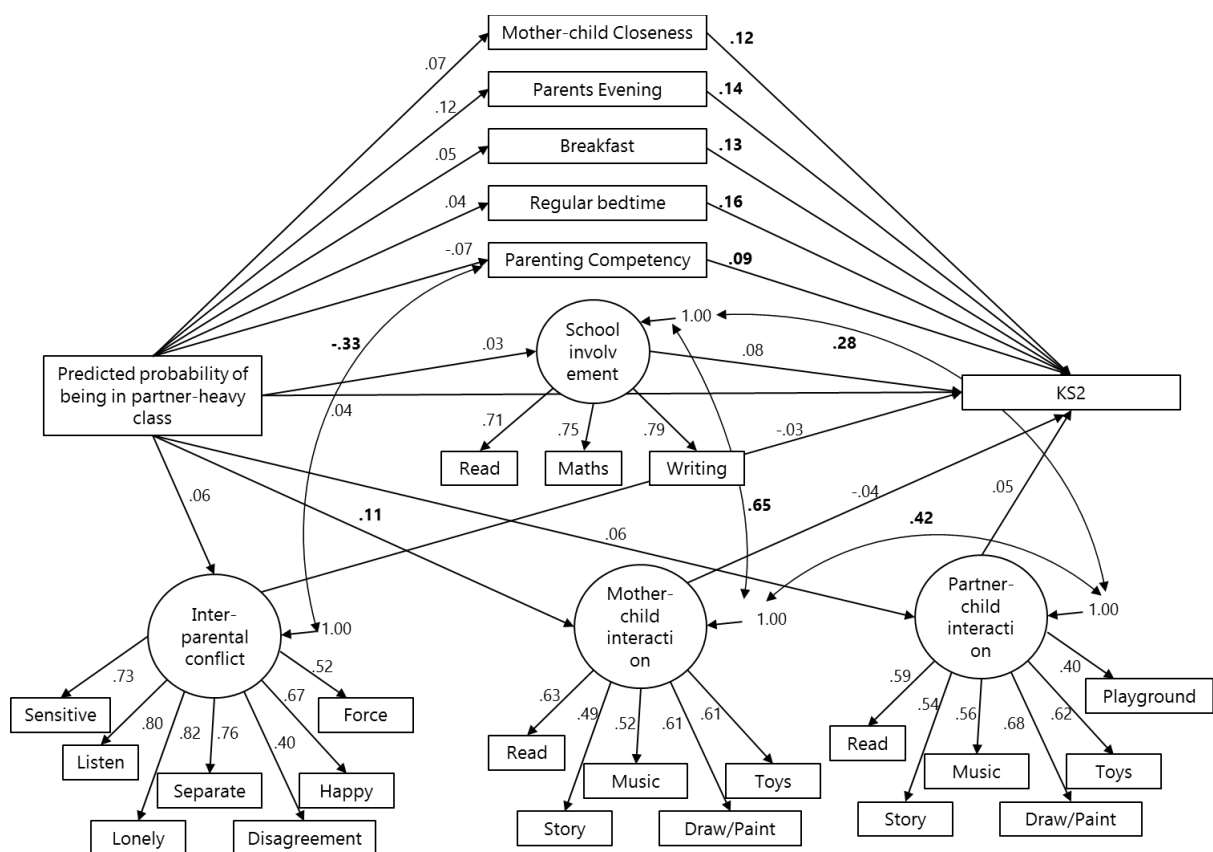 Mother-child Closeness
.12
.07
Parents Evening
.14
.12
Breakfast
.13
.05
Regular bedtime
.16
.04
Parenting Competency
.09
-.07
School
involv
ement
1.00
.28
-.33
.03
.08
Predicted probability of
being in partner-heavy
class
.04
KS2
.71
.75
.79
-.03
Read
Maths
Writing
.06
.11
.06
.65
-.04
.05
.42
Inter-
parental
conflict
1.00
Mother-
child
interacti
on
1.00
Partner-
child
interacti
on
1.00
.73
.80
.82
.76
.40
.67
.52
Sensitive
Listen
Lonely
Separate
Disagreement
Happy
Force
.63
.49
.52
.61
.61
Read
Story
Music
Draw/Paint
Toys
.59
.54
.56
.68
.62
.40
Read
Story
Music
Draw/Paint
Toys
Playground